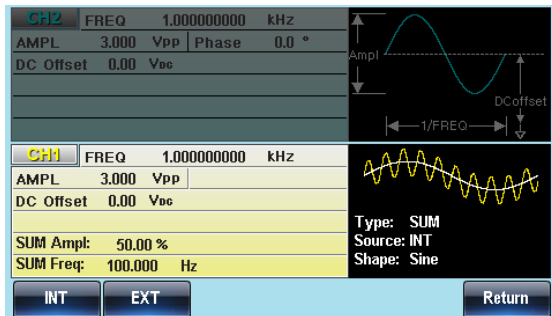 CH2 FREQ 1.000000000 kHz
AMPL 3.000 Vpp Phase 0.0 °
DC Offset 0.00 VDC
Ampl
DCoffset
1/FREQ
CH1 FREQ 1.000000000 kHz
AMPL 3.000 Vpp
DC Offset 0.00 VDC
SUM Ampl: 50.00 %
SUM Freq: 100.000 Hz
Type: SUM
Source: INT
Shape: Sine
INT EXT Return